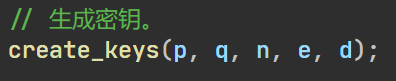 // 生成密钥。
create_keys(p, q, n, e, d);